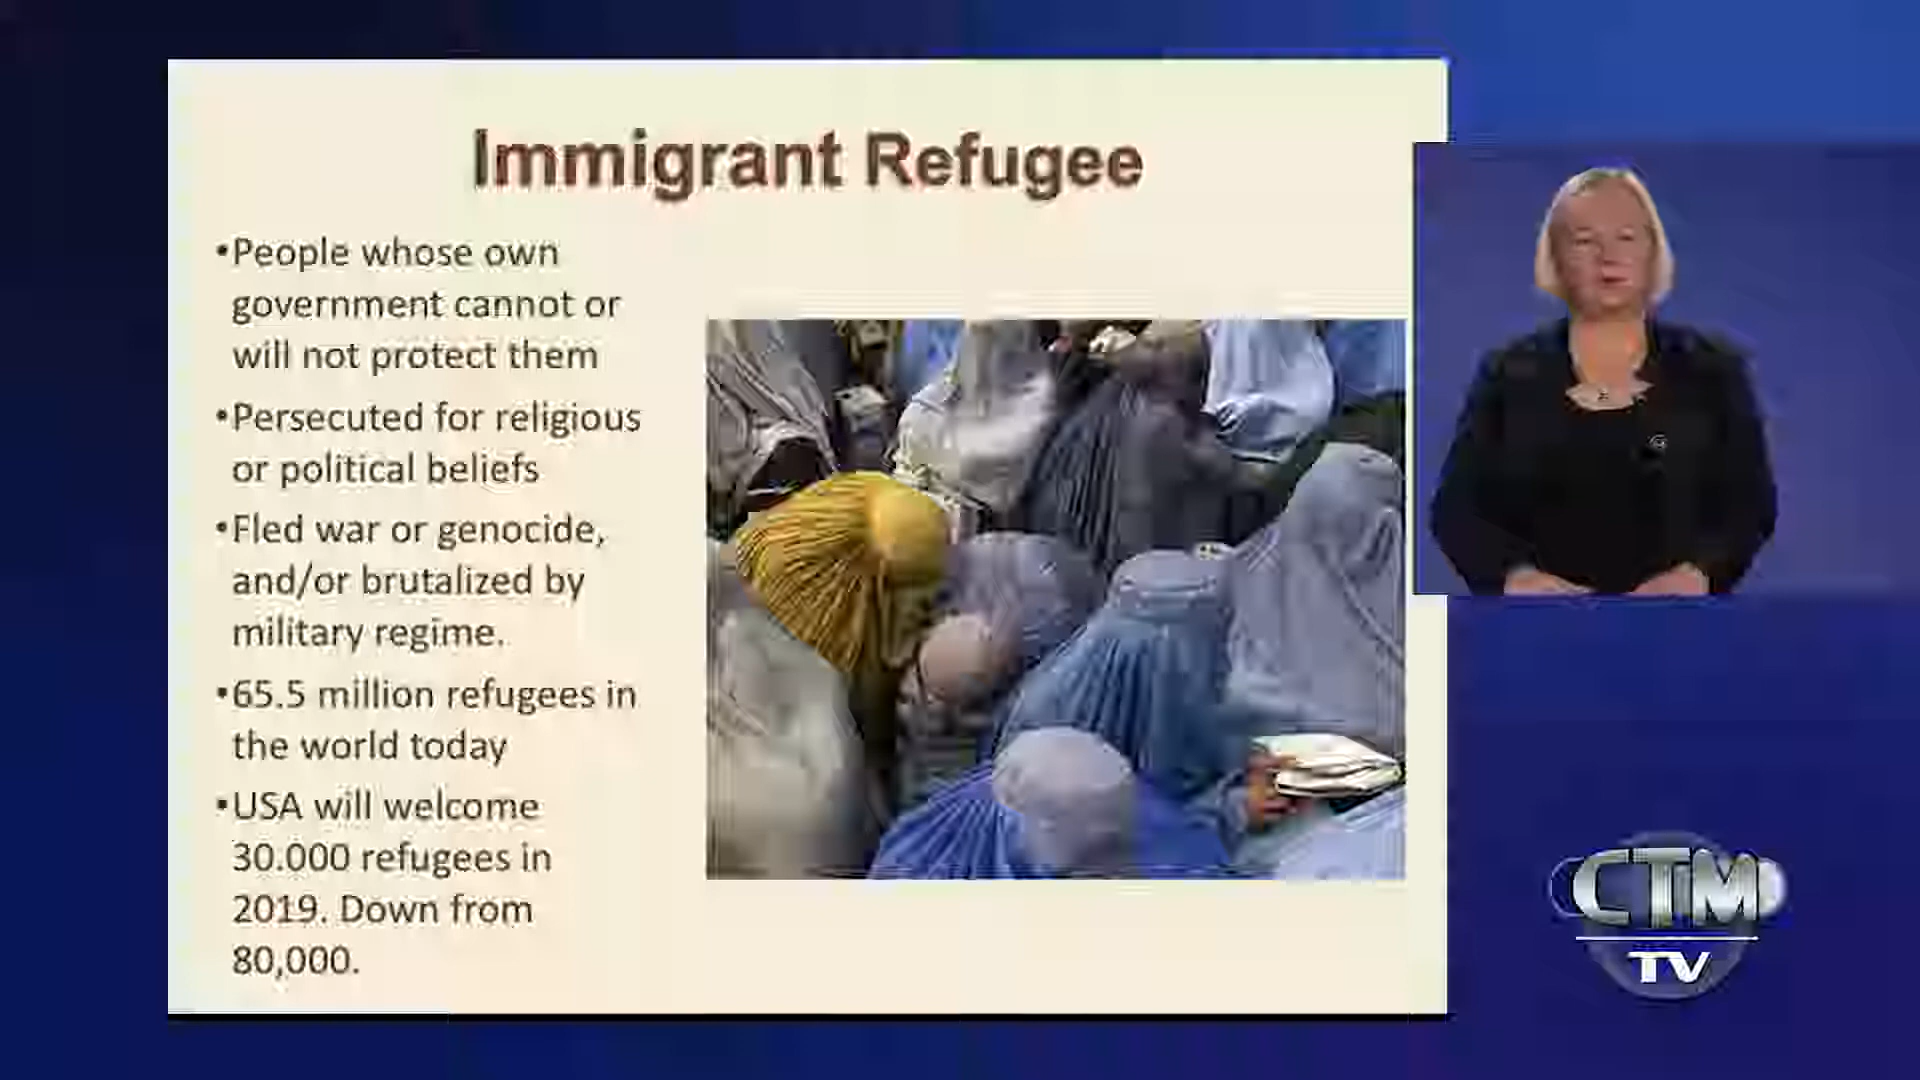 Immigrant Refugee
•People whose own
government cannot or
will not protect them
•Persecuted for religious
or political beliefs
•Fled war or genocide,
and/or brutalized by
military regime.
•65.5 million refugees in
the world today
•USA will welcome
30.000 refugees in
2019. Down from
80,000.
CTM
TV